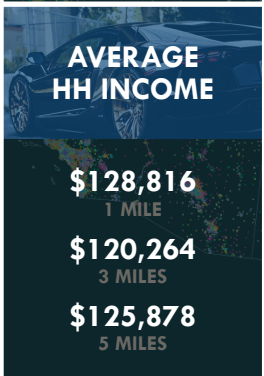 AVERAGE
HH INCOME
$128,816
1 MILE
$120,264
3 MILES
$125,878
5 MILES